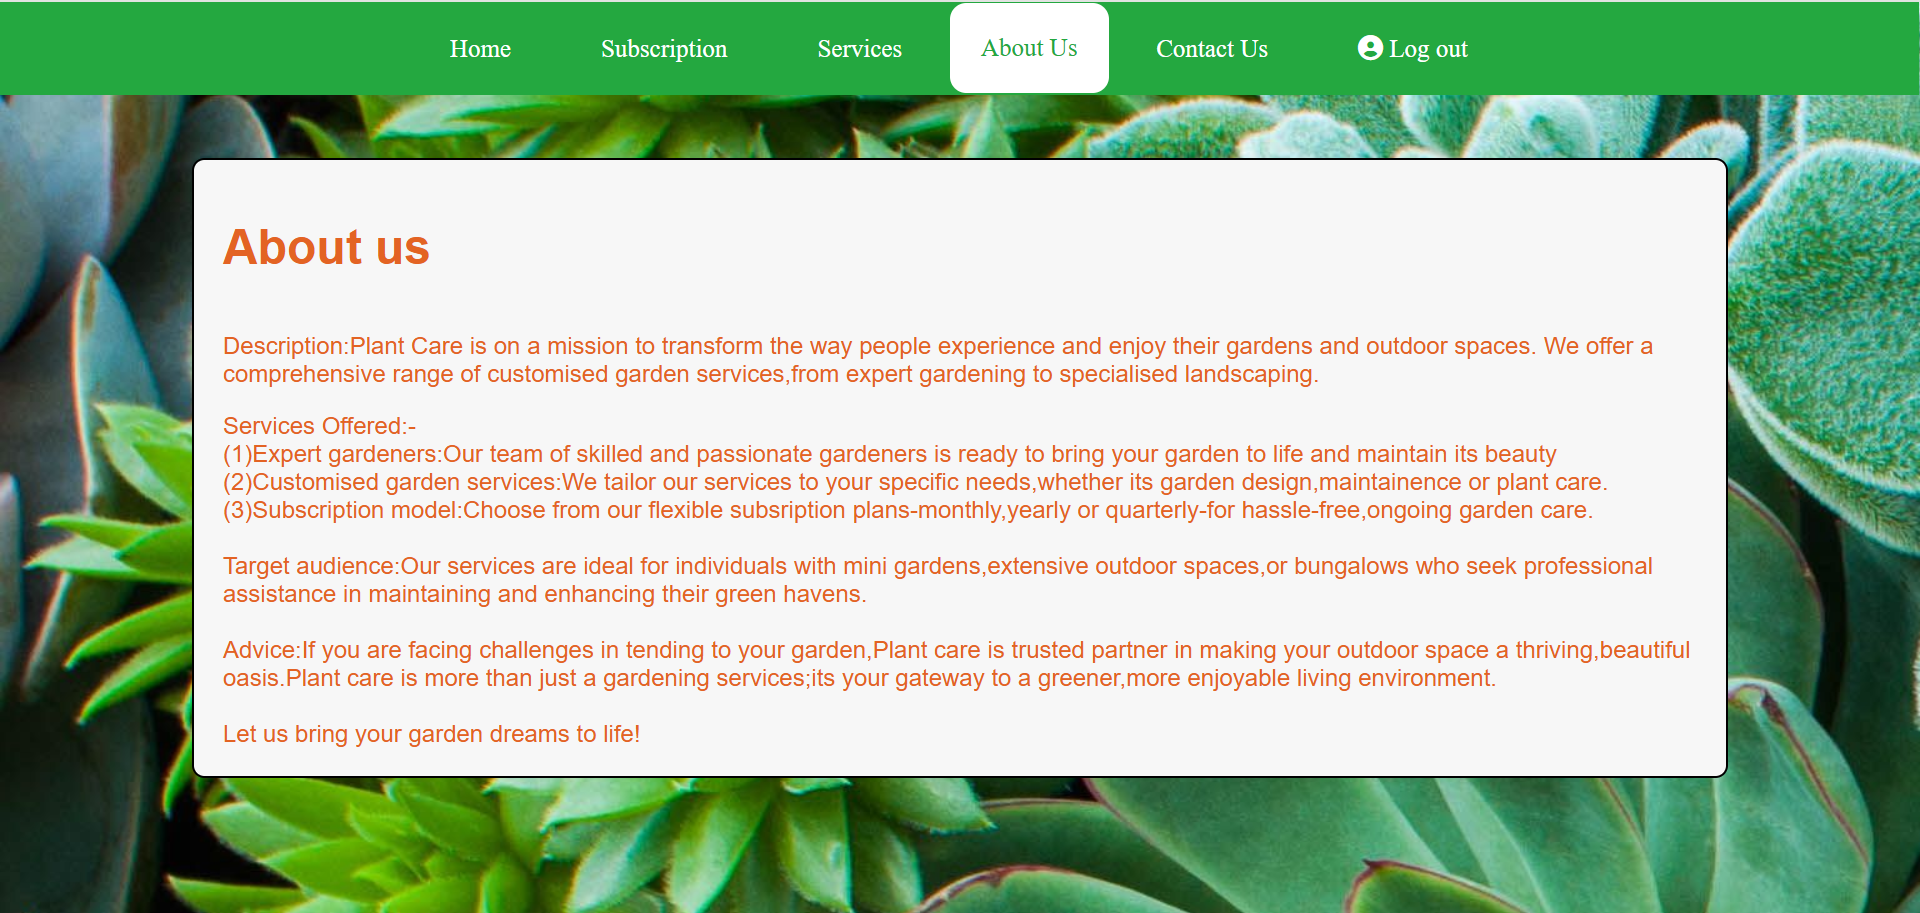 Home Subscription Services About Us Contact Us Log out
About us
Description:Plant Care is on a mission to transform the way people experience and enjoy their gardens and outdoor spaces. We offer a
comprehensive range of customised garden services,from expert gardening to specialised landscaping.
Services Offered:-
(1)Expert gardeners:Our team of skilled and passionate gardeners is ready to bring your garden to life and maintain its beauty
(2)Customised garden services:We tailor our services to your specific needs,whether its garden design,maintainence or plant care.
(3)Subscription model:Choose from our flexible subsription plans-monthly,yearly or quarterly-for hassle-free,ongoing garden care.
Target audience:Our services are ideal for individuals with mini gardens,extensive outdoor spaces,or bungalows who seek professional
assistance in maintaining and enhancing their green havens.
Advice:If you are facing challenges in tending to your garden,Plant care is trusted partner in making your outdoor space a thriving,beautiful
oasis.Plant care is more than just a gardening services;its your gateway to a greener,more enjoyable living environment.
Let us bring your garden dreams to life!